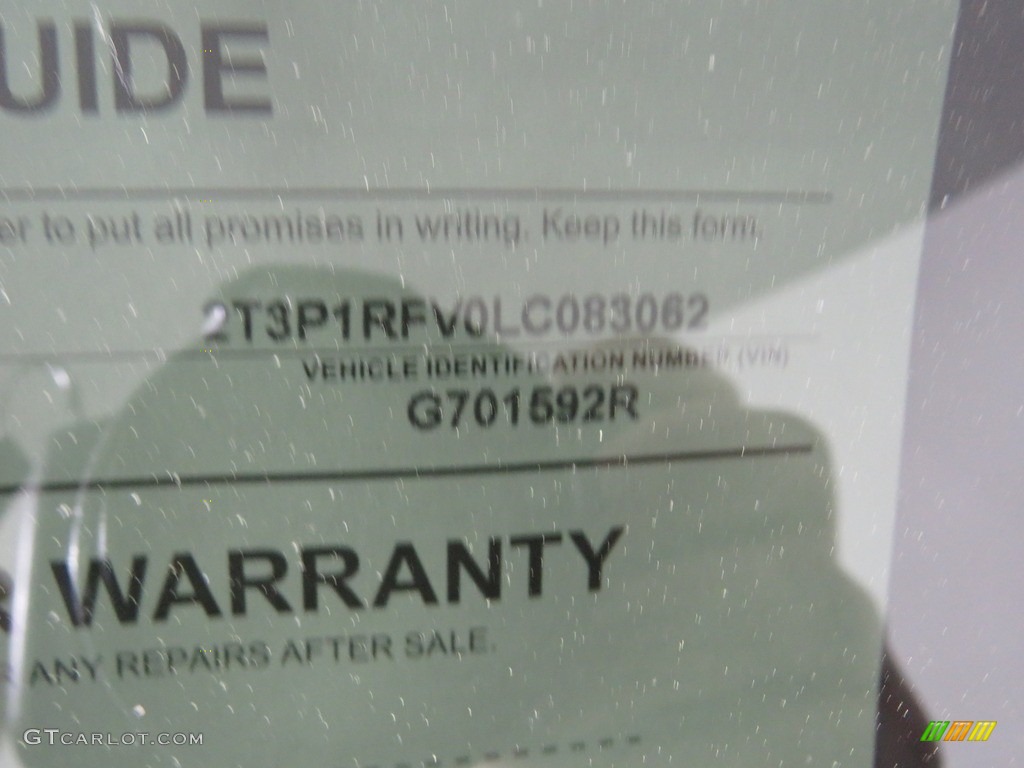 UIDE
er to put all promises in writing. Keep this form.
2T3P1RFV0LC083062
VEHICLE IDENTIFICATION NUMBER (VIN)
G701592R
WARRANTY
ANY REPAIRS AFTER SALE.
GTCARLOT.COM